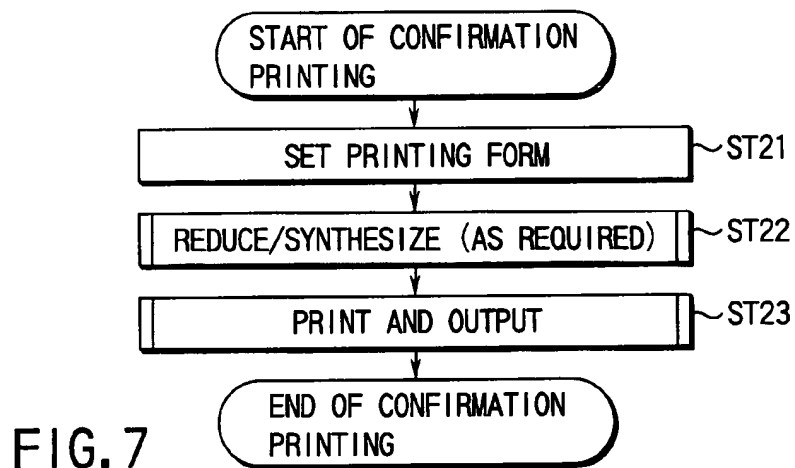 START OF CONFIRMATION
PRINTING
SET PRINTING FORM
ST21
REDUCE/SYNTHESIZE (AS REQUIRED)
ST22
PRINT AND OUTPUT
ST23
END OF CONFIRMATION
PRINTING
FIG.7